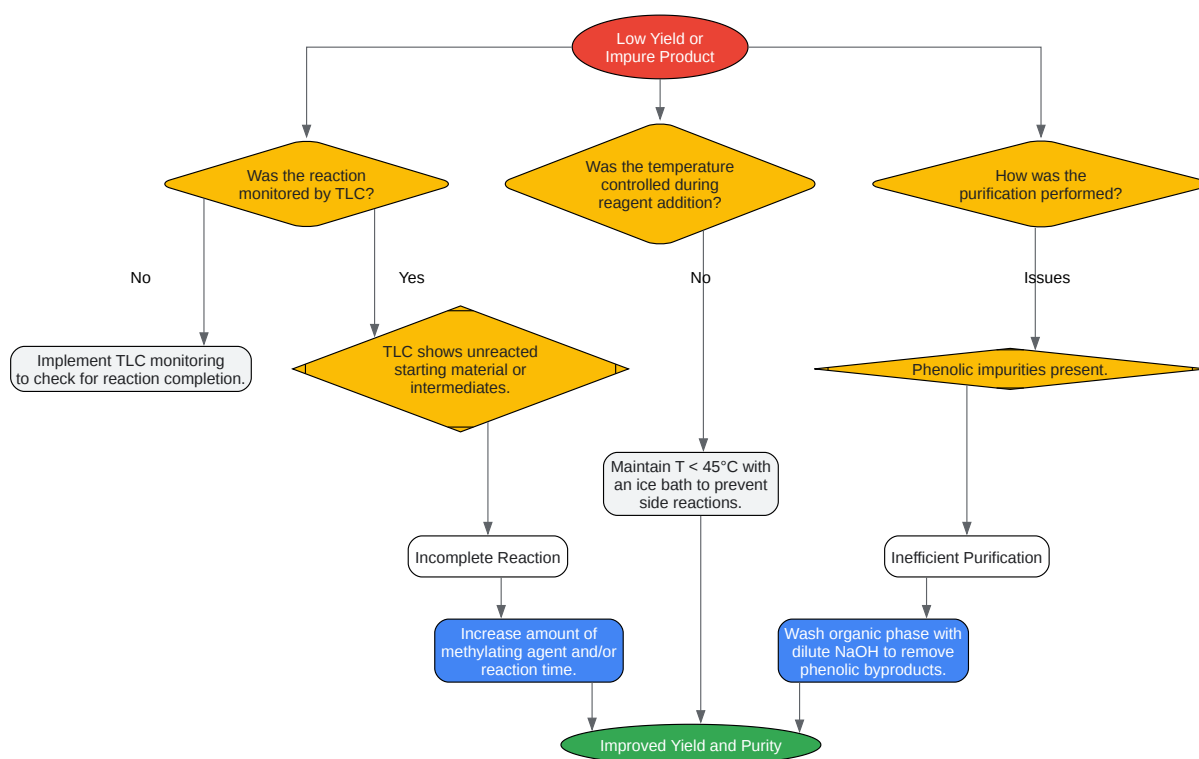 Low Yield or
Impure Product
Was the reaction
monitored by TLC?
Was the temperature
controlled during
reagent addition?
How was the
purification performed?
No
Yes
No
Issues
Implement TLC monitoring
to check for reaction completion.
TLC shows unreacted
starting material or
intermediates.
Phenolic impurities present.
Maintain T < 45°C with
an ice bath to prevent
side reactions.
Incomplete Reaction
Inefficient Purification
Increase amount of
methylating agent and/or
reaction time.
Wash organic phase with
dilute NaOH to remove
phenolic byproducts.
Improved Yield and Purity